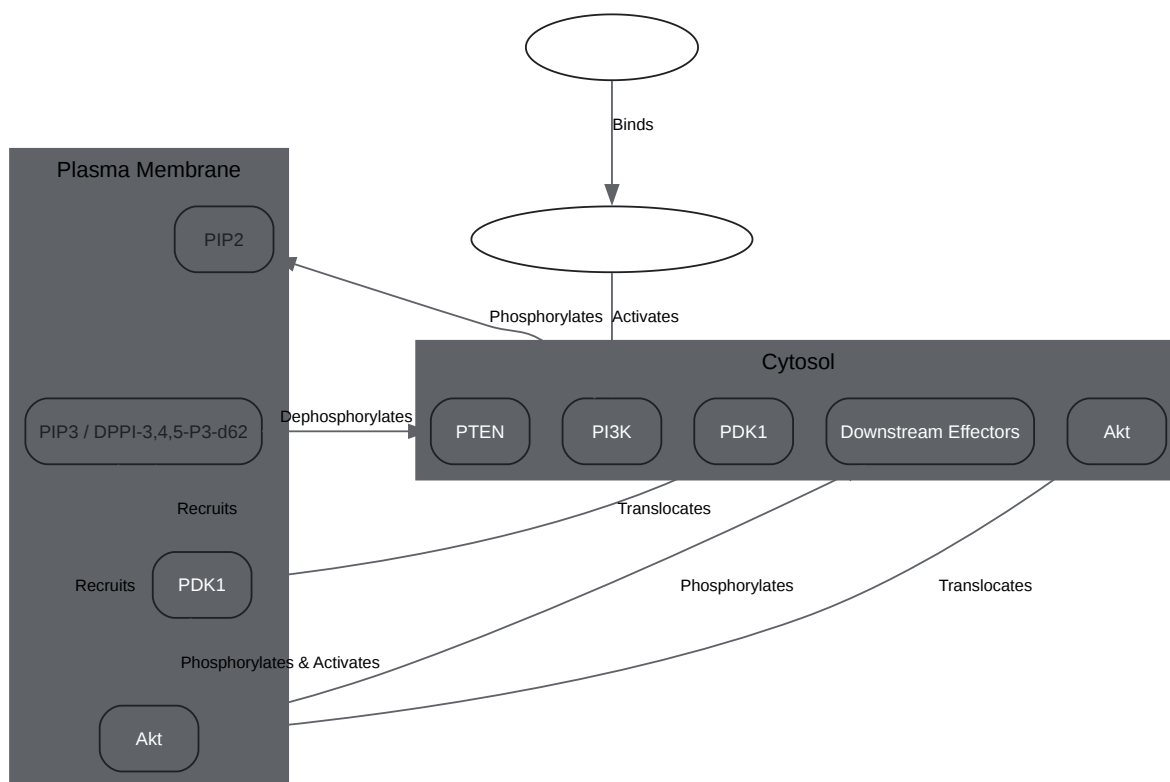 Binds
Plasma Membrane
PIP2
Phosphorylates
Activates
Cytosol
PIP3 / DPPI-3,4,5-P3-d62
Dephosphorylates
PTEN
PI3K
PDK1
Downstream Effectors
Akt
Recruits
Translocates
Recruits
PDK1
Phosphorylates
Translocates
Phosphorylates & Activates
Akt